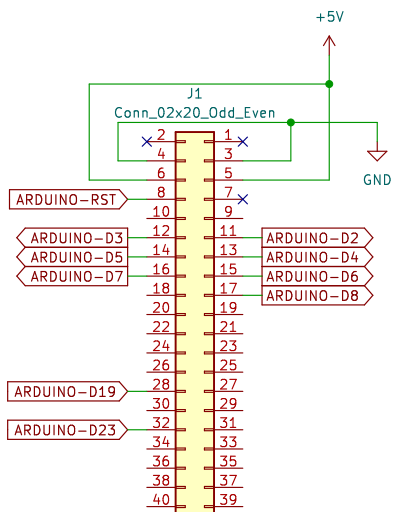 +5V
J1
Conn_02x20_Odd_Even
2 1
4 3
GND
6 5
ARDUINO-RST 8 7
10 9
ARDUINO-D3 12 11 ARDUINO-D2
ARDUINO-D5 14 13 ARDUINO-D4
ARDUINO-D7 16 15 ARDUINO-D6
18 17 ARDUINO-D8
20 19
22 21
24 23
26 25
ARDUINO-D19 28 27
30 29
ARDUINO-D23 32 31
34 33
36 35
38 37
40 39